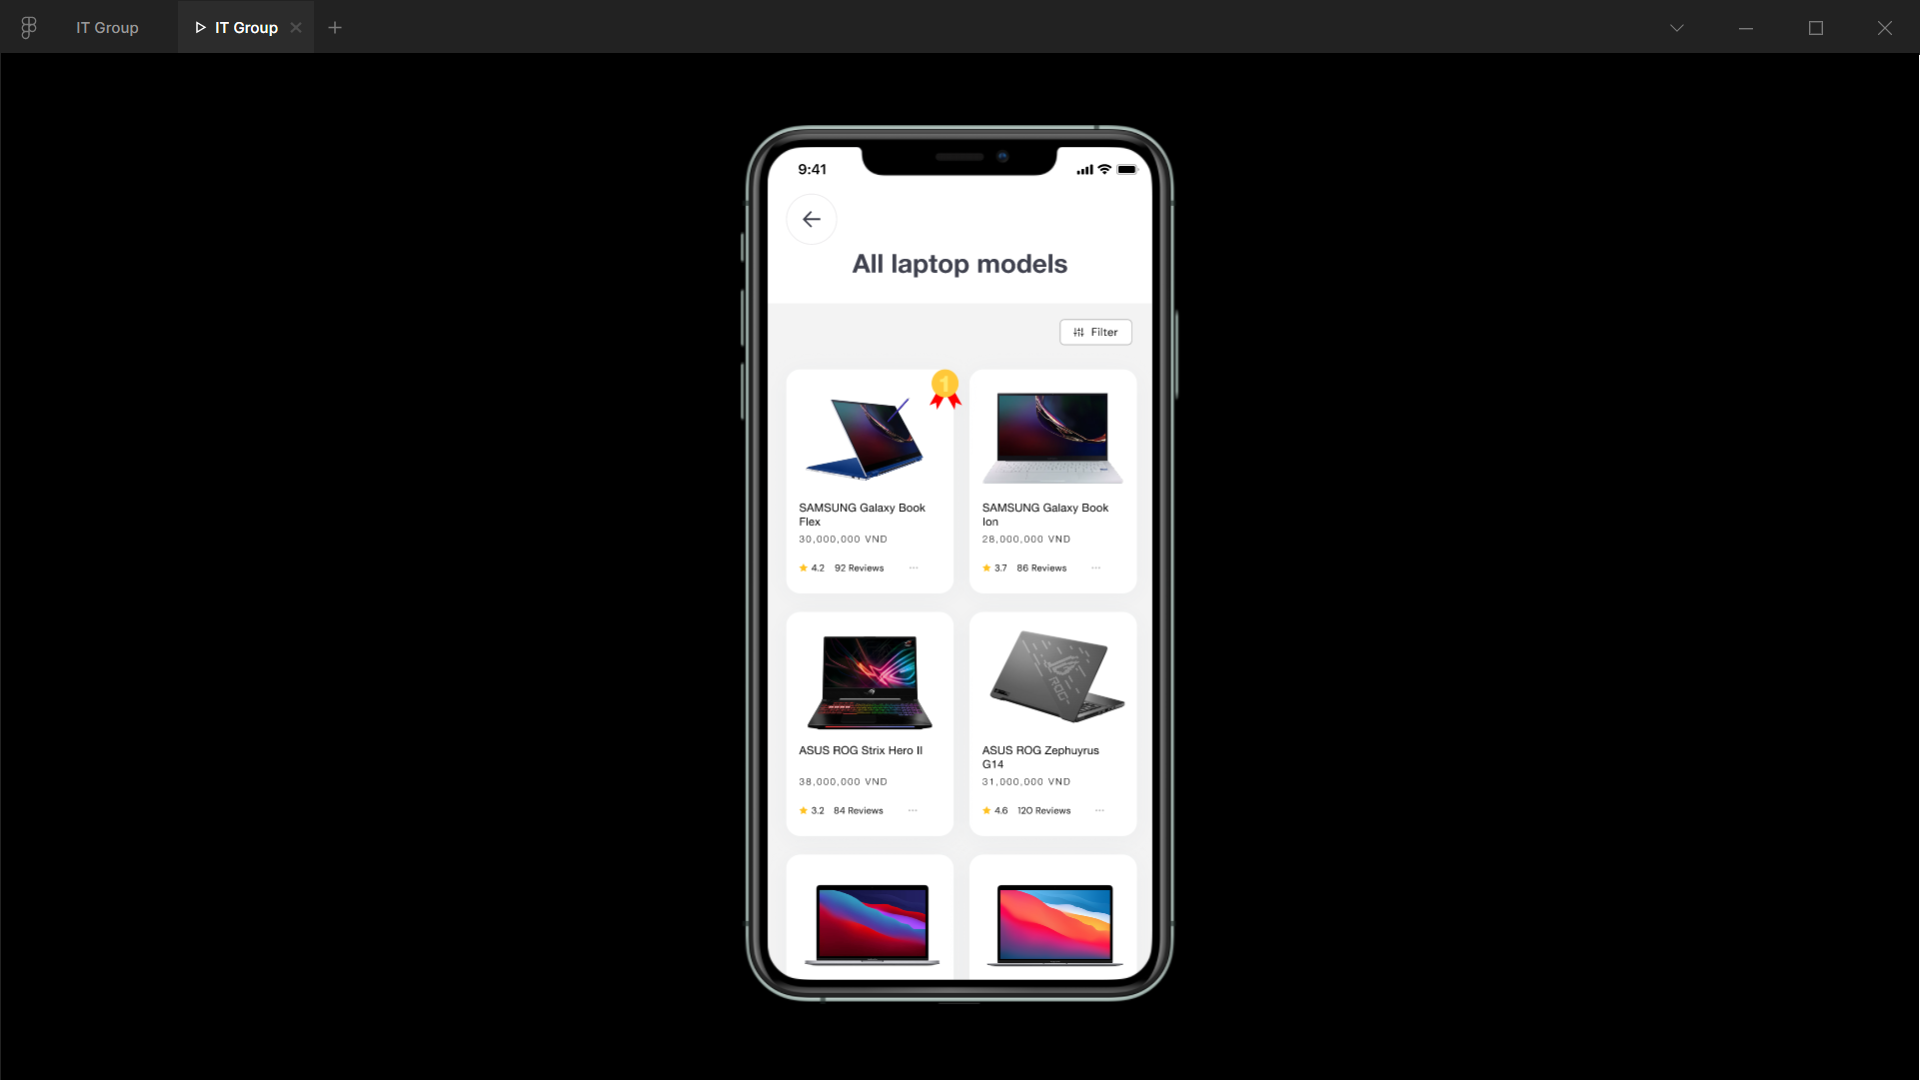 IT Group
IT Group
9:41
All laptop models
Filter
1
SAMSUNG Galaxy Book
Flex
30,000,000 VND
4.2 92 Reviews
SAMSUNG Galaxy Book
Ion
28,000,000 VND
3.7 86 Reviews
ROG
ASUS ROG Strix Hero II
38,000,000 VND
3.2 84 Reviews
ASUS ROG Zephuyrus
G14
31,000,000 VND
4.6 120 Reviews